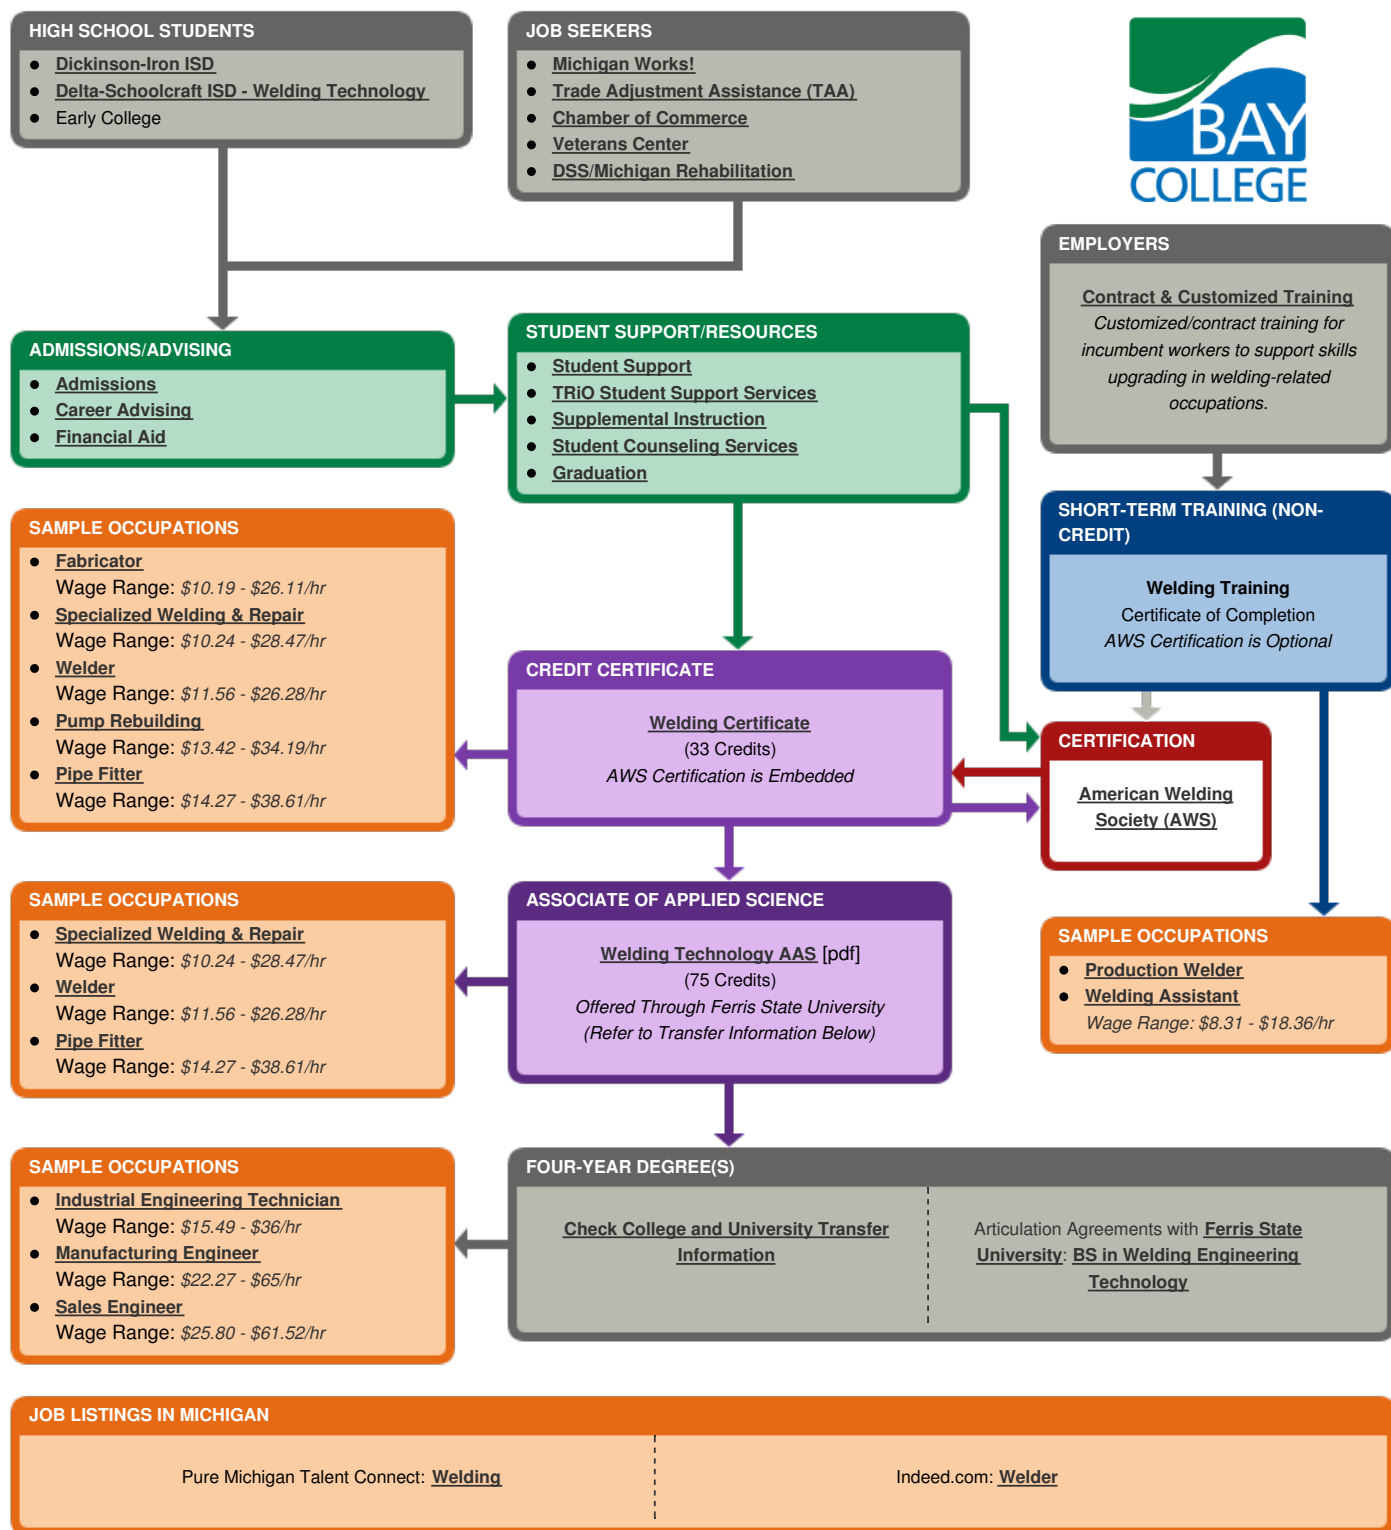 HIGH SCHOOL STUDENTS
Dickinson-Iron ISD
Delta-Schoolcraft ISD - Welding Technology
Early College
JOB SEEKERS
Michigan Works!
Trade Adjustment Assistance (TAA)
Chamber of Commerce
Veterans Center
DSS/Michigan Rehabilitation
BAY
COLLEGE
EMPLOYERS
Contract & Customized Training
Customized/contract training for
incumbent workers to support skills
upgrading in welding-related
occupations.
ADMISSIONS/ADVISING
Admissions
Career Advising
Financial Aid
STUDENT SUPPORT/RESOURCES
Student Support
TRiO Student Support Services
Supplemental Instruction
Student Counseling Services
Graduation
SHORT-TERM TRAINING (NON-
CREDIT)
Welding Training
Certificate of Completion
AWS Certification is Optional
SAMPLE OCCUPATIONS
Fabricator
Wage Range: $10.19 - $26.11/hr
Specialized Welding & Repair
Wage Range: $10.24 - $28.47/hr
Welder
Wage Range: $11.56 - $26.28/hr
Pump Rebuilding
Wage Range: $13.42 - $34.19/hr
Pipe Fitter
Wage Range: $14.27 - $38.61/hr
CREDIT CERTIFICATE
Welding Certificate
(33 Credits)
AWS Certification is Embedded
CERTIFICATION
American Welding
Society (AWS)
SAMPLE OCCUPATIONS
Specialized Welding & Repair
Wage Range: $10.24 - $28.47/hr
Welder
Wage Range: $11.56 - $26.28/hr
Pipe Fitter
Wage Range: $14.27 - $38.61/hr
ASSOCIATE OF APPLIED SCIENCE
Welding Technology AAS [pdf]
(75 Credits)
Offered Through Ferris State University
(Refer to Transfer Information Below)
SAMPLE OCCUPATIONS
Production Welder
Welding Assistant
Wage Range: $8.31 - $18.36/hr
SAMPLE OCCUPATIONS
Industrial Engineering Technician
Wage Range: $15.49 - $36/hr
Manufacturing Engineer
Wage Range: $22.27 - $65/hr
Sales Engineer
Wage Range: $25.80 - $61.52/hr
FOUR-YEAR DEGREE(S)
Check College and University Transfer
Information
Articulation Agreements with Ferris State
University: BS in Welding Engineering
Technology
JOB LISTINGS IN MICHIGAN
Pure Michigan Talent Connect: Welding
Indeed.com: Welder